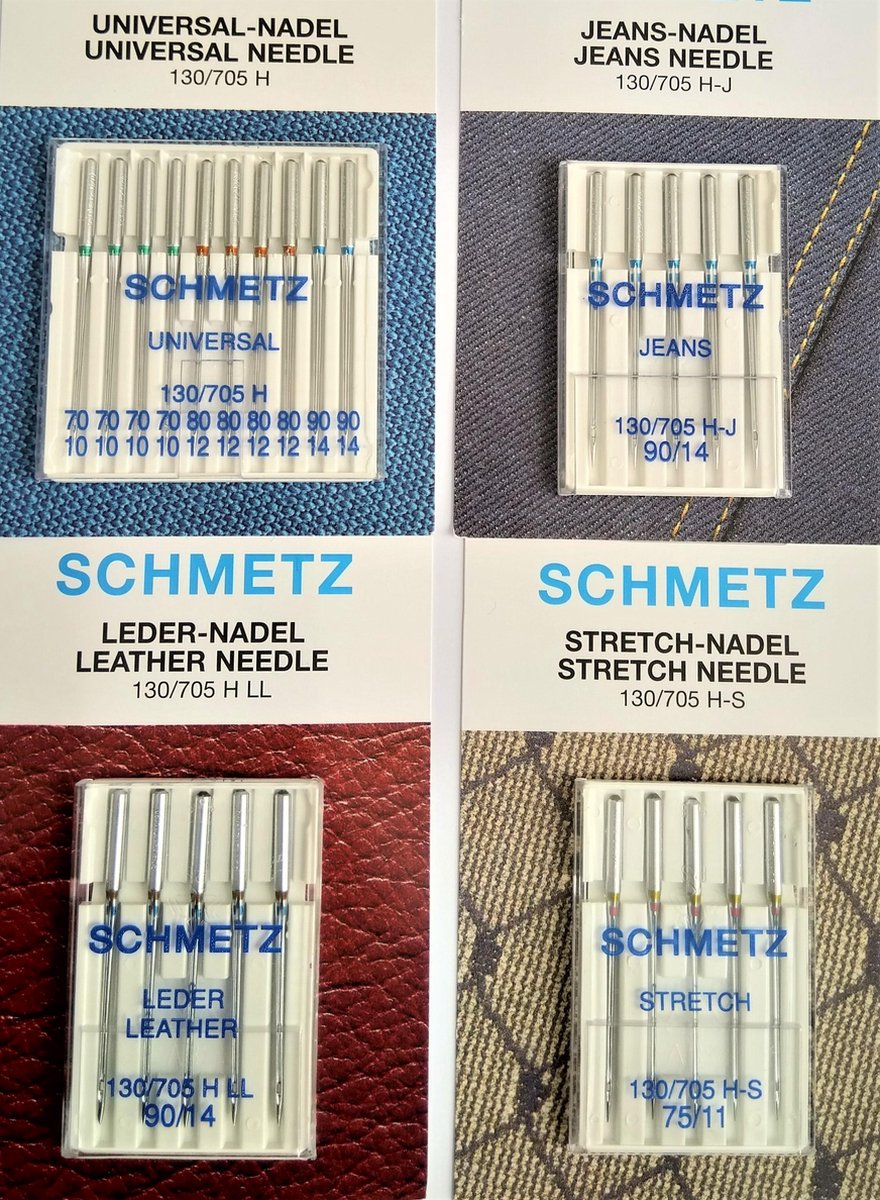 UNIVERSAL-NADEL
UNIVERSAL NEEDLE
130/705 H
SCHMETZ
UNIVERSAL
130/705 H
70 70 70 70 80 80 80 80 90 90
10 10 10 10 12 12 12 12 14 14
JEANS-NADEL
JEANS NEEDLE
130/705 H-J
SCHMETZ
JEANS
130/705 H-J
90/14
SCHMETZ
LEDER-NADEL
LEATHER NEEDLE
130/705 H LL
SCHMETZ
LEDER
LEATHER
130/705 H LL
90/14
SCHMETZ
STRETCH-NADEL
STRETCH NEEDLE
130/705 H-S
SCHMETZ
STRETCH
130/705 H-S
75/11